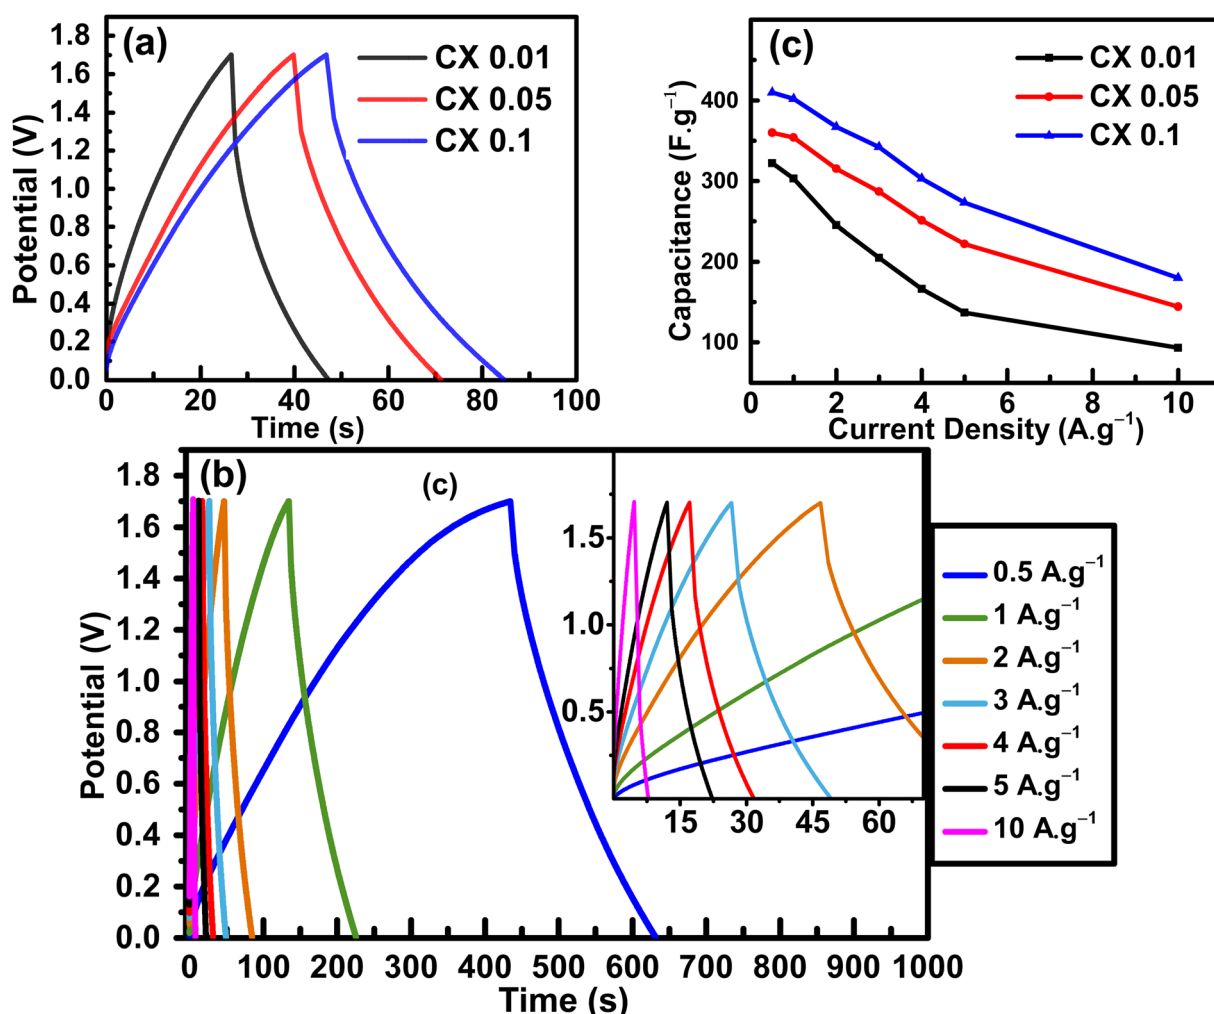 (a)
CX 0.01
CX 0.05
CX 0.1
1.8
1.6
1.4
1.2
1.0
0.8
0.6
0.4
0.2
0.0
Potential (V)
0 20 40 60 80 100
Time (s)
(c)
CX 0.01
CX 0.05
CX 0.1
400
300
200
100
Capacitance (F.g⁻¹)
0 2 4 6 8 10
Current Density (A.g⁻¹)
(b)
(c)
1.8
1.6
1.4
1.2
1.0
0.8
0.6
0.4
0.2
0.0
Potential (V)
0 100 200 300 400 500 600 700 800 900 1000
Time (s)
1.5
1.0
0.5
15 30 45 60
0.5 A.g⁻¹
1 A.g⁻¹
2 A.g⁻¹
3 A.g⁻¹
4 A.g⁻¹
5 A.g⁻¹
10 A.g⁻¹